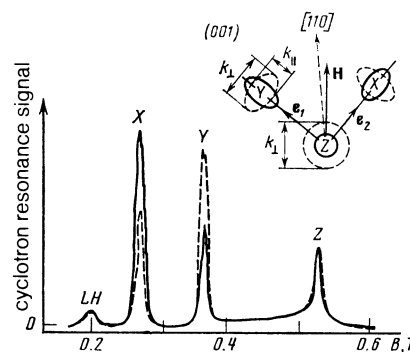 (001)
[110]
k⊥
k∥
H
Y
X
e₁
e₂
k⊥
Z
cyclotron resonance signal
X
Y
Z
LH
0
0.2
0.4
0.6
B,